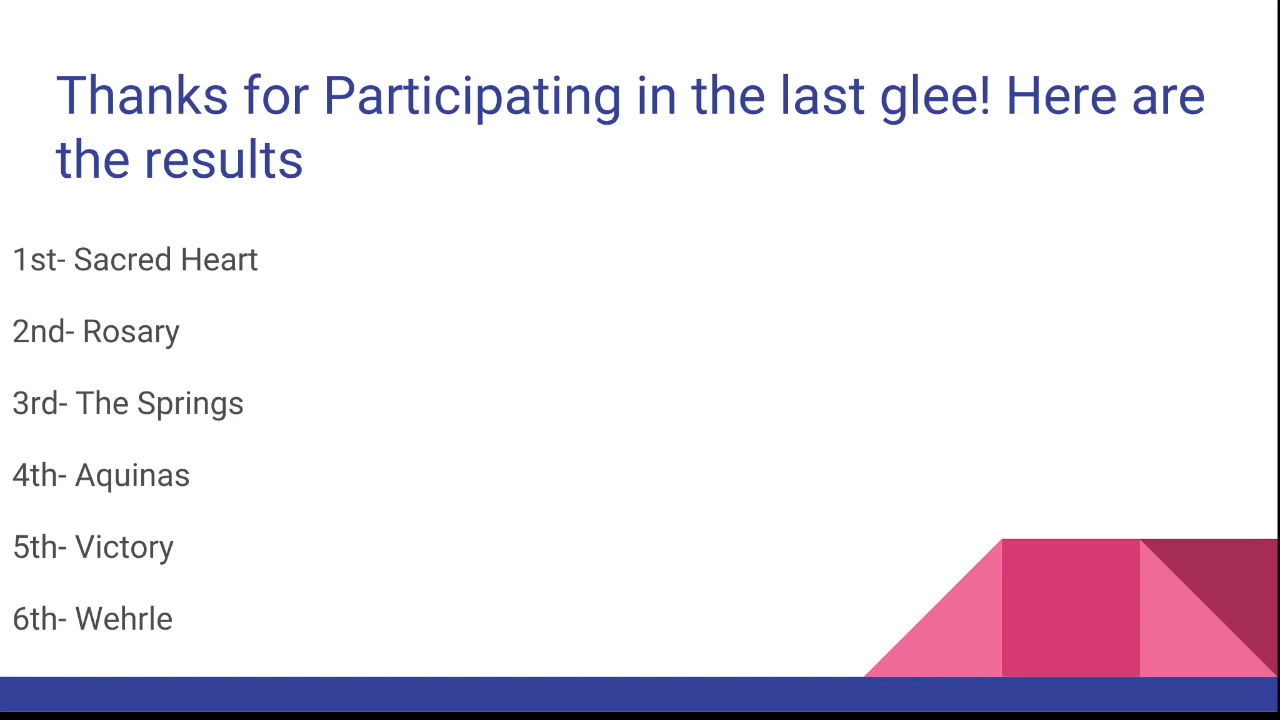 Thanks for Participating in the last glee! Here are
the results
1st- Sacred Heart
2nd- Rosary
3rd- The Springs
4th- Aquinas
5th- Victory
6th- Wehrle